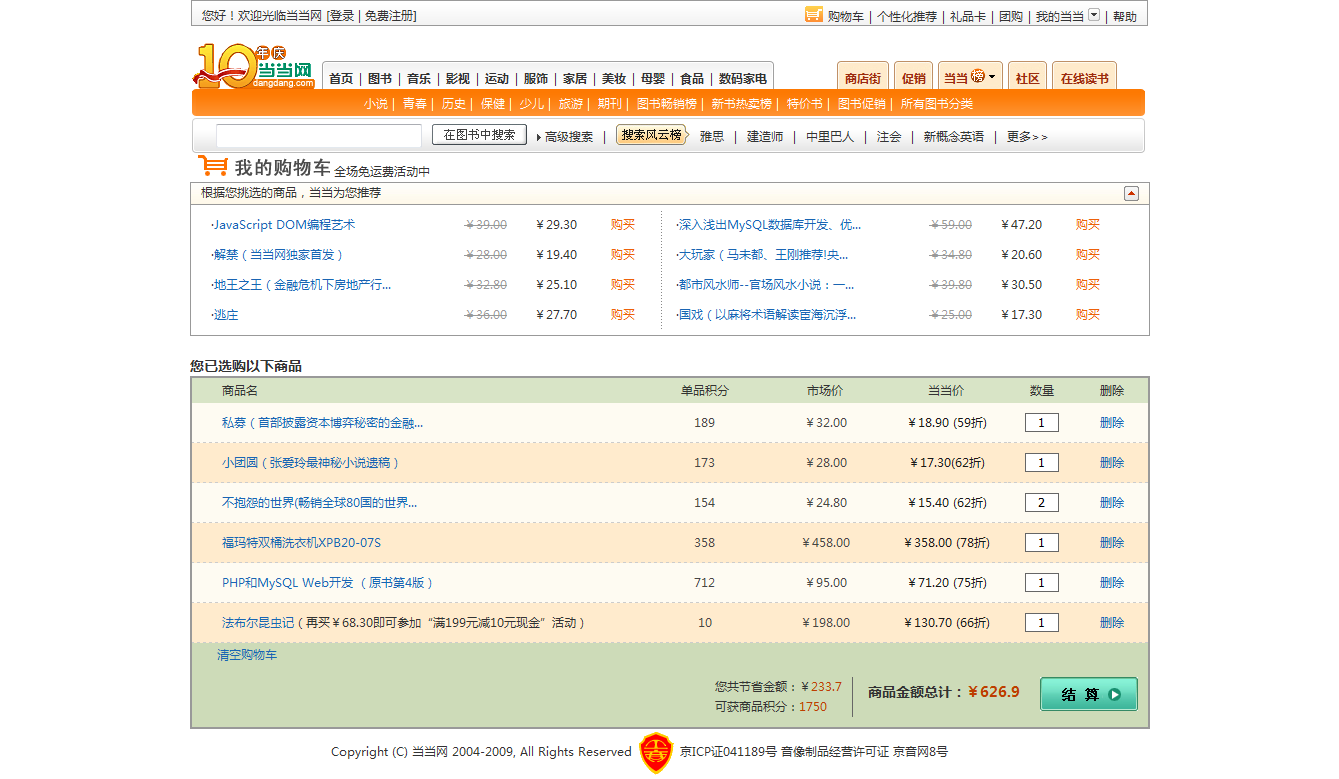 您好！欢迎光临当当网 [登录 | 免费注册] 购物车 | 个性化推荐 | 礼品卡 | 团购 | 我的当当 | 帮助
10年庆 当当网 dangdang.com
首页 | 图书 | 音乐 | 影视 | 运动 | 服饰 | 家居 | 美妆 | 母婴 | 食品 | 数码家电 商店街 促销 当当榜 社区 在线读书
小说 | 青春 | 历史 | 保健 | 少儿 | 旅游 | 期刊 | 图书畅销榜 | 新书热卖榜 | 特价书 | 图书促销 | 所有图书分类
在图书中搜索 高级搜索 | 搜索风云榜 雅思 | 建造师 | 中里巴人 | 注会 | 新概念英语 | 更多>>
我的购物车 全场免运费活动中
根据您挑选的商品，当当为您推荐
·JavaScript DOM编程艺术 ￥39.00 ￥29.30 购买 ·深入浅出MySQL数据库开发、优... ￥59.00 ￥47.20 购买
·解禁（当当网独家首发） ￥28.00 ￥19.40 购买 ·大玩家（马未都、王刚推荐!央... ￥34.80 ￥20.60 购买
·地王之王（金融危机下房地产行... ￥32.80 ￥25.10 购买 ·都市风水师--官场风水小说：一... ￥39.80 ￥30.50 购买
·逃庄 ￥36.00 ￥27.70 购买 ·国戏（以麻将术语解读宦海沉浮... ￥25.00 ￥17.30 购买
您已选购以下商品
商品名 单品积分 市场价 当当价 数量 删除
私募（首部披露资本博弈秘密的金融... 189 ￥32.00 ￥18.90 (59折) 1 删除
小团圆（张爱玲最神秘小说遗稿） 173 ￥28.00 ￥17.30(62折) 1 删除
不抱怨的世界(畅销全球80国的世界... 154 ￥24.80 ￥15.40 (62折) 2 删除
福玛特双桶洗衣机XPB20-07S 358 ￥458.00 ￥358.00 (78折) 1 删除
PHP和MySQL Web开发 （原书第4版） 712 ￥95.00 ￥71.20 (75折) 1 删除
法布尔昆虫记（再买￥68.30即可参加“满199元减10元现金”活动） 10 ￥198.00 ￥130.70 (66折) 1 删除
清空购物车
您共节省金额：￥233.7
可获商品积分：1750
商品金额总计：￥626.9 结 算
Copyright (C) 当当网 2004-2009, All Rights Reserved 京ICP证041189号 音像制品经营许可证 京音网8号